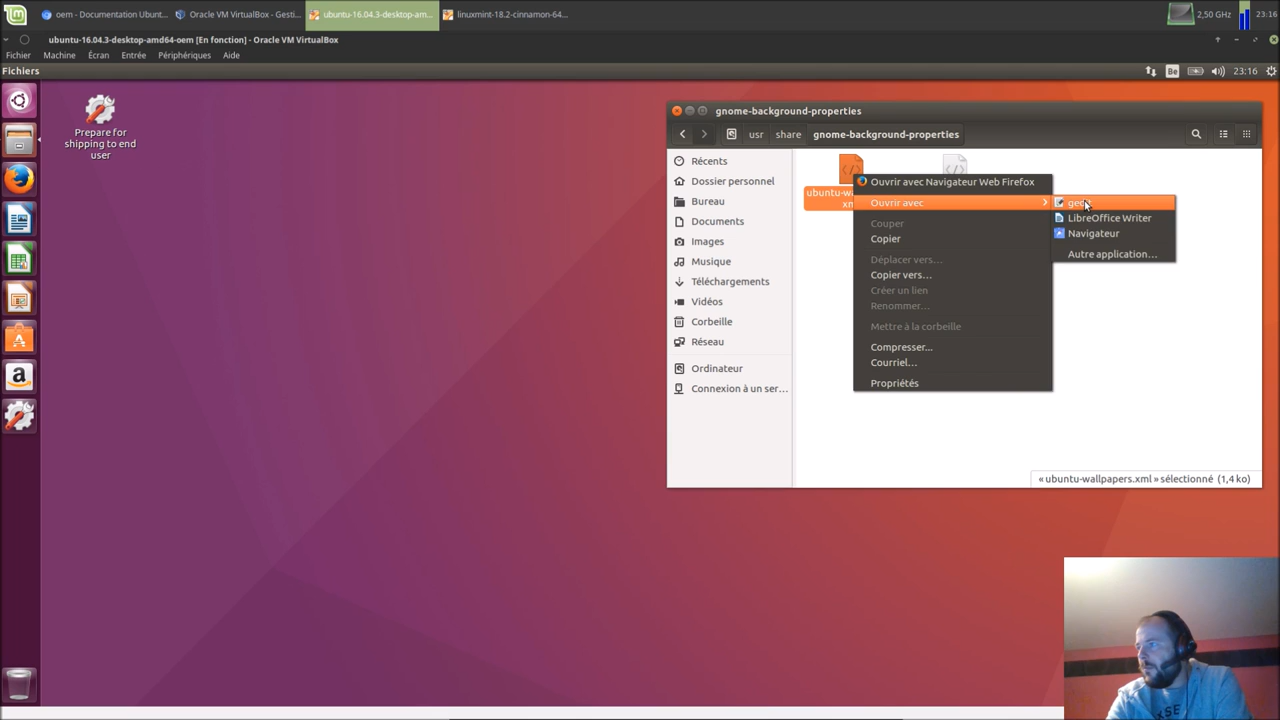 oem - Documentation Ubunt...
Oracle VM VirtualBox - Gesti...
ubuntu-16.04.3-desktop-am...
linuxmint-18.2-cinnamon-64...
2,50 GHz
23:16
ubuntu-16.04.3-desktop-amd64-oem [En fonction] - Oracle VM VirtualBox
Fichier Machine Écran Entrée Périphériques Aide
Fichiers
Be
23:16
Prepare for
shipping to end
user
gnome-background-properties
usr share gnome-background-properties
Récents
Dossier personnel
Bureau
Documents
Images
Musique
Téléchargements
Vidéos
Corbeille
Réseau
Ordinateur
Connexion à un ser...
Ouvrir avec Navigateur Web Firefox
Ouvrir avec
Couper
Copier
Déplacer vers...
Copier vers...
Créer un lien
Renommer...
Mettre à la corbeille
Compresser...
Courriel...
Propriétés
LibreOffice Writer
Navigateur
Autre application...
« ubuntu-wallpapers.xml » sélectionné (1,4 ko)